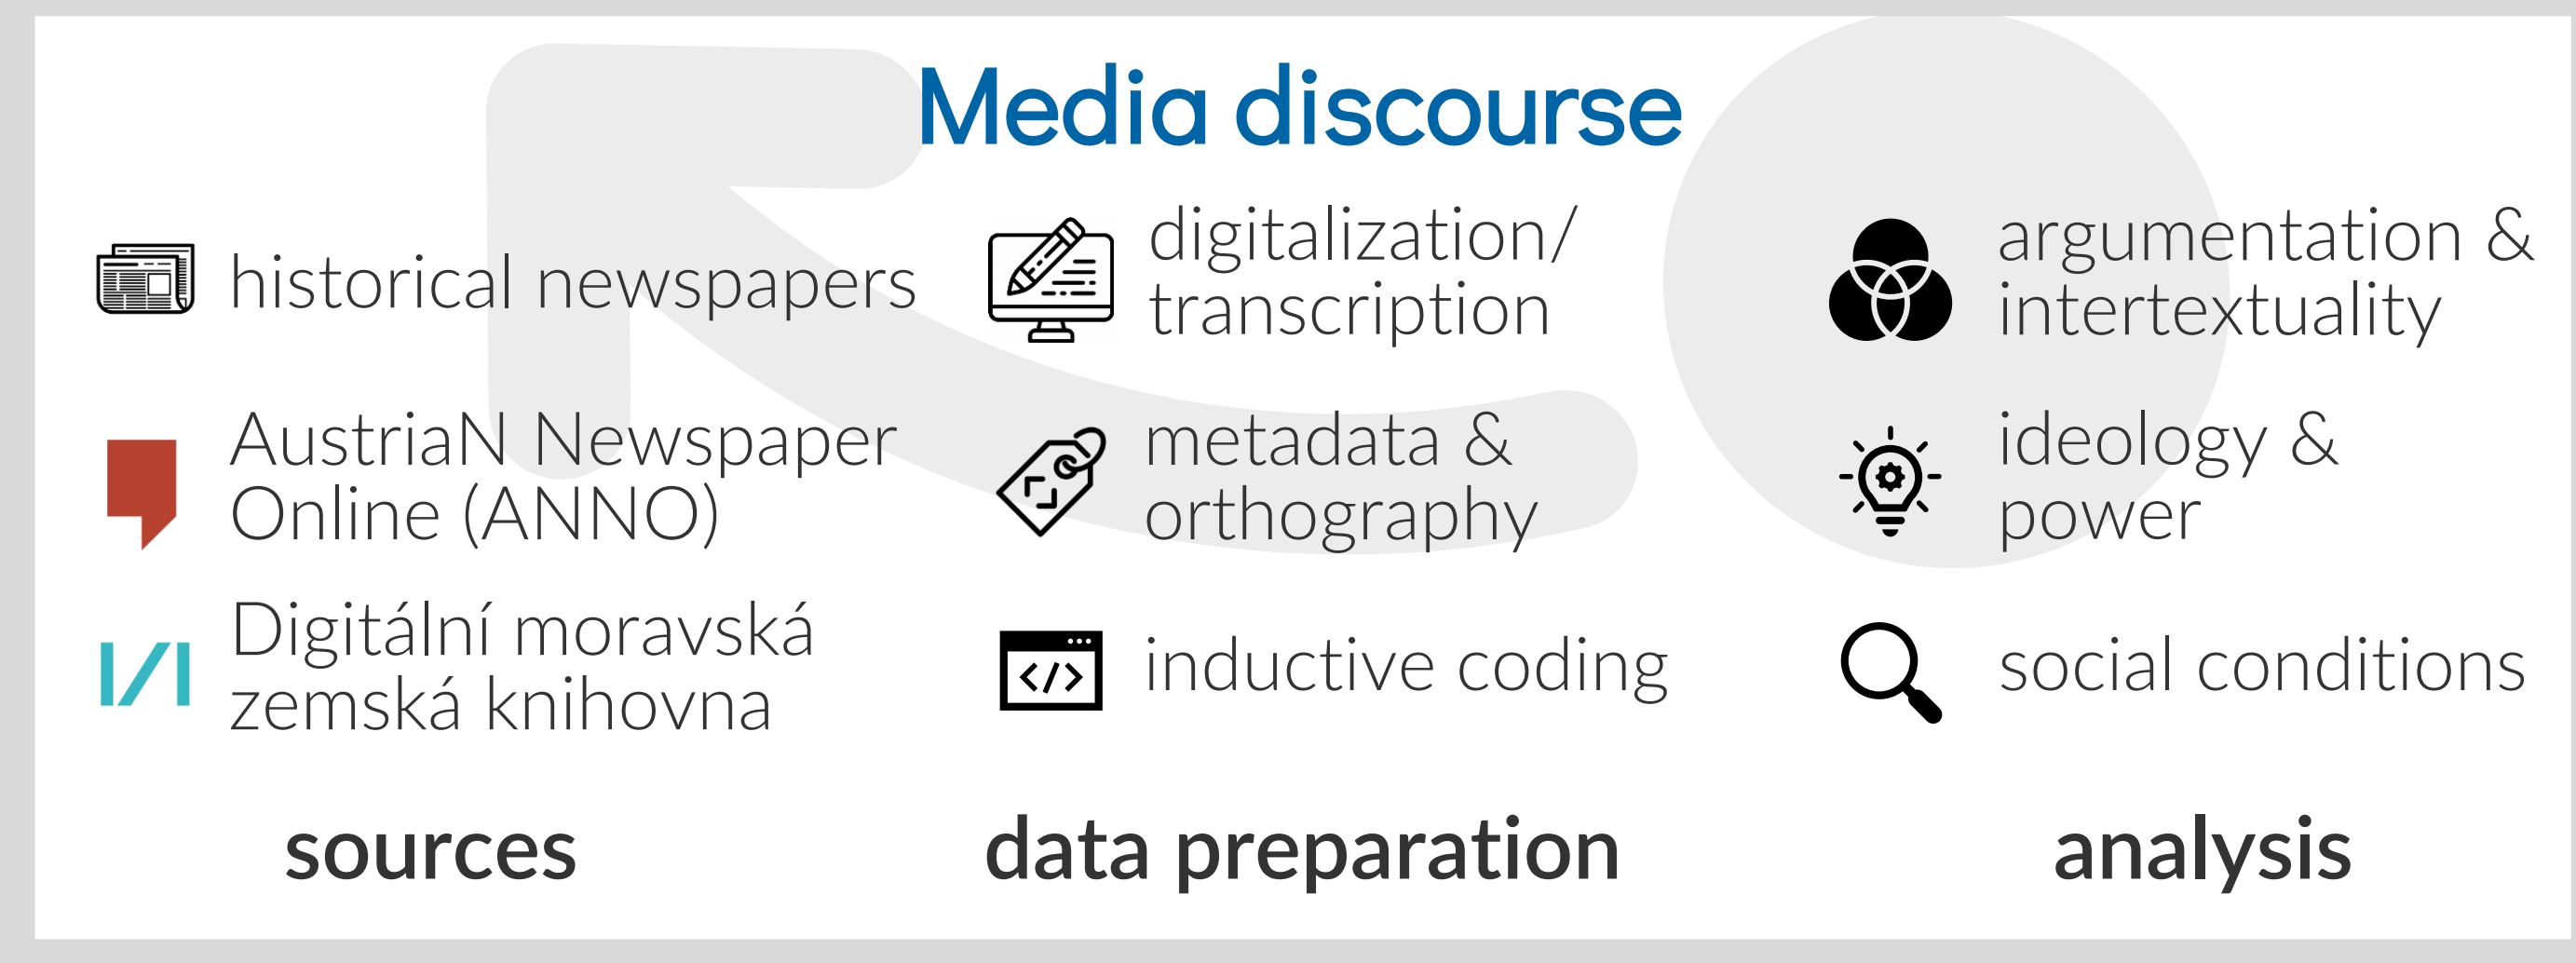 Media discourse
historical newspapers
AustriaN Newspaper
Online (ANNO)
Digitální moravská
zemská knihovna
sources
digitalization/
transcription
metadata &
orthography
inductive coding
data preparation
argumentation &
intertextuality
ideology &
power
social conditions
analysis